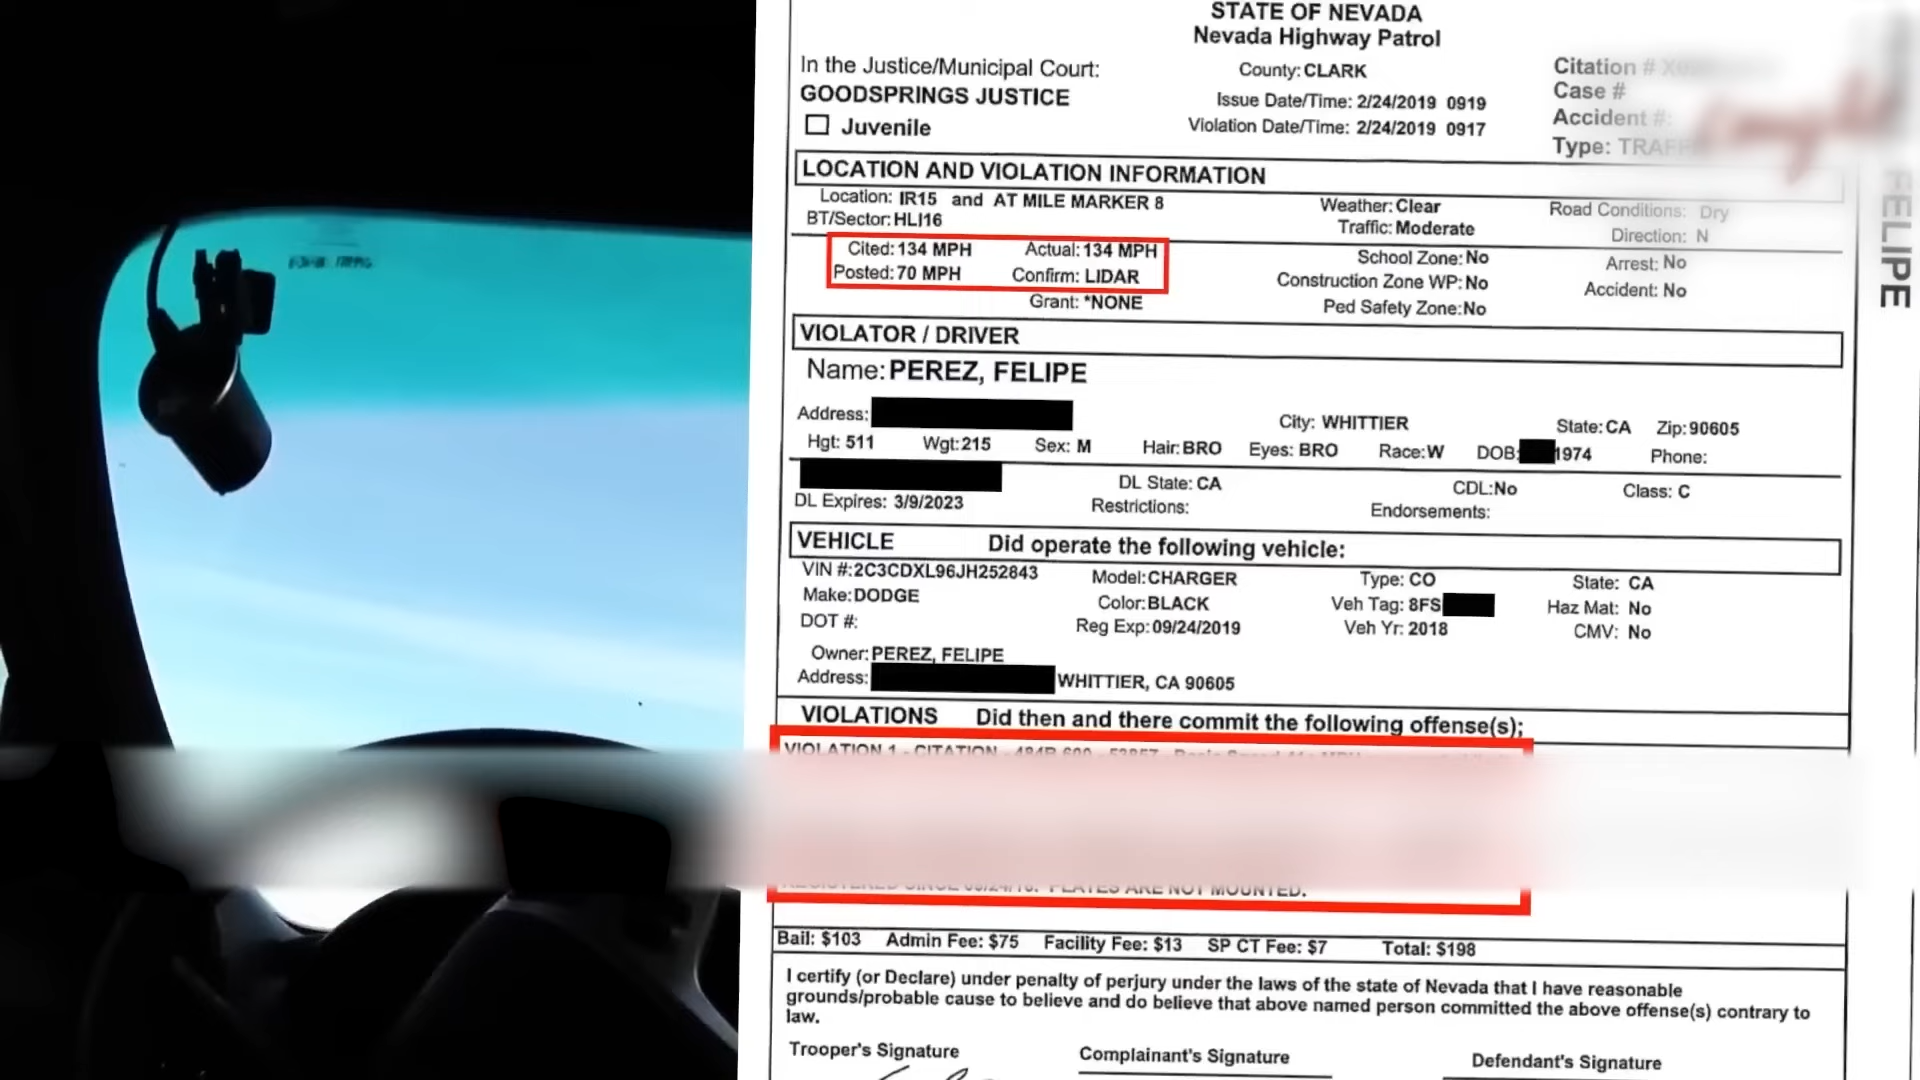 STATE OF NEVADA
Nevada Highway Patrol
In the Justice/Municipal Court:
GOODSPRINGS JUSTICE
Juvenile
County: CLARK
Issue Date/Time: 2/24/2019 0919
Violation Date/Time: 2/24/2019 0917
Citation #
Case #
Accident #:
Type:
FELIPE
LOCATION AND VIOLATION INFORMATION
Location: IR15 and AT MILE MARKER 8
Weather: Clear
Road Conditions: Dry
BT/Sector: HLI16
Traffic: Moderate
Direction: N
Cited: 134 MPH Actual: 134 MPH
School Zone: No
Arrest: No
Posted: 70 MPH Confirm: LIDAR
Construction Zone WP: No
Accident: No
Grant: *NONE
Ped Safety Zone: No
VIOLATOR / DRIVER
Name: PEREZ, FELIPE
Address:
City: WHITTIER State: CA Zip: 90605
Hgt: 511 Wgt: 215 Sex: M Hair: BRO Eyes: BRO Race: W DOB: 1974 Phone:
DL State: CA CDL: No Class: C
DL Expires: 3/9/2023 Restrictions: Endorsements:
VEHICLE Did operate the following vehicle:
VIN #: 2C3CDXL96JH252843 Model: CHARGER Type: CO State: CA
Make: DODGE Color: BLACK Veh Tag: 8FS Haz Mat: No
DOT #: Reg Exp: 09/24/2019 Veh Yr: 2018 CMV: No
Owner: PEREZ, FELIPE
Address: WHITTIER, CA 90605
VIOLATIONS Did then and there commit the following offense(s);
VIOLATION 1 - CITATION - 484B.600 - 53857 -
PLATES ARE NOT MOUNTED.
Bail: $103 Admin Fee: $75 Facility Fee: $13 SP CT Fee: $7 Total: $198
I certify (or Declare) under penalty of perjury under the laws of the state of Nevada that I have reasonable
grounds/probable cause to believe and do believe that above named person committed the above offense(s) contrary to
law.
Trooper's Signature Complainant's Signature Defendant's Signature